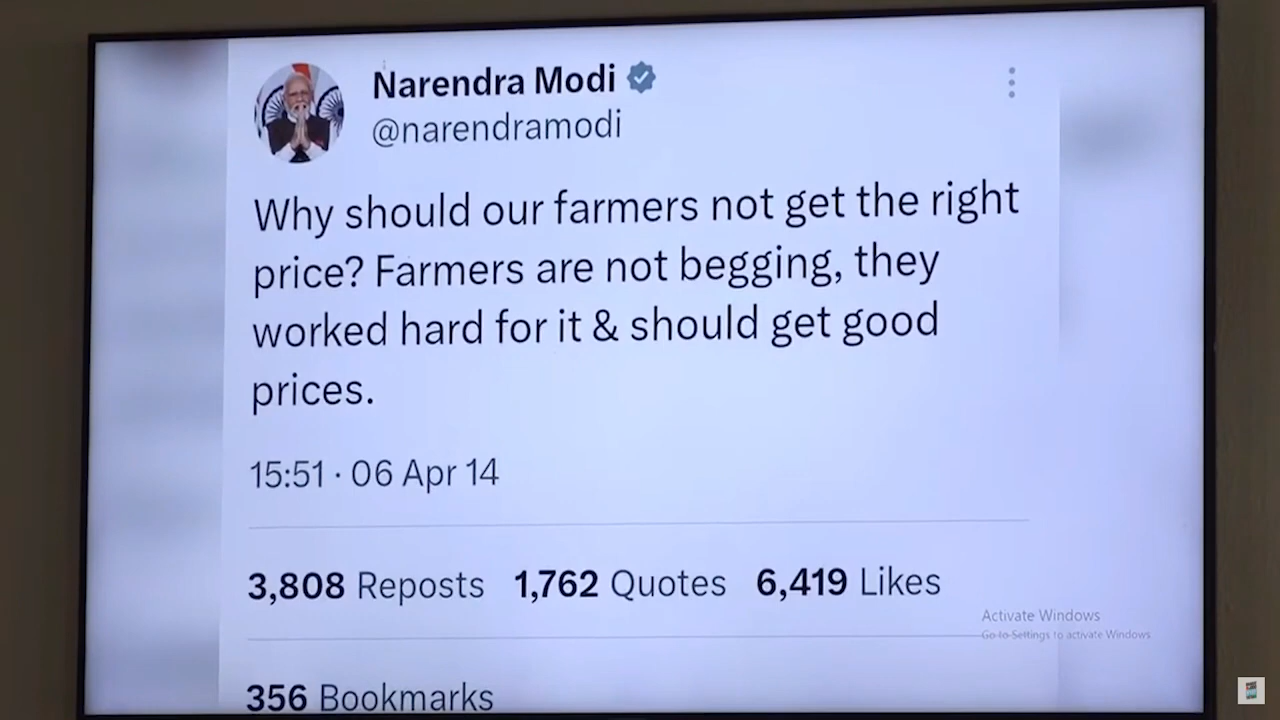 Narendra Modi
@narendramodi
Why should our farmers not get the right
price? Farmers are not begging, they
worked hard for it & should get good
prices.
15:51 · 06 Apr 14
3,808 Reposts 1,762 Quotes 6,419 Likes
Activate Windows
Go to Settings to activate Windows.
356 Bookmarks